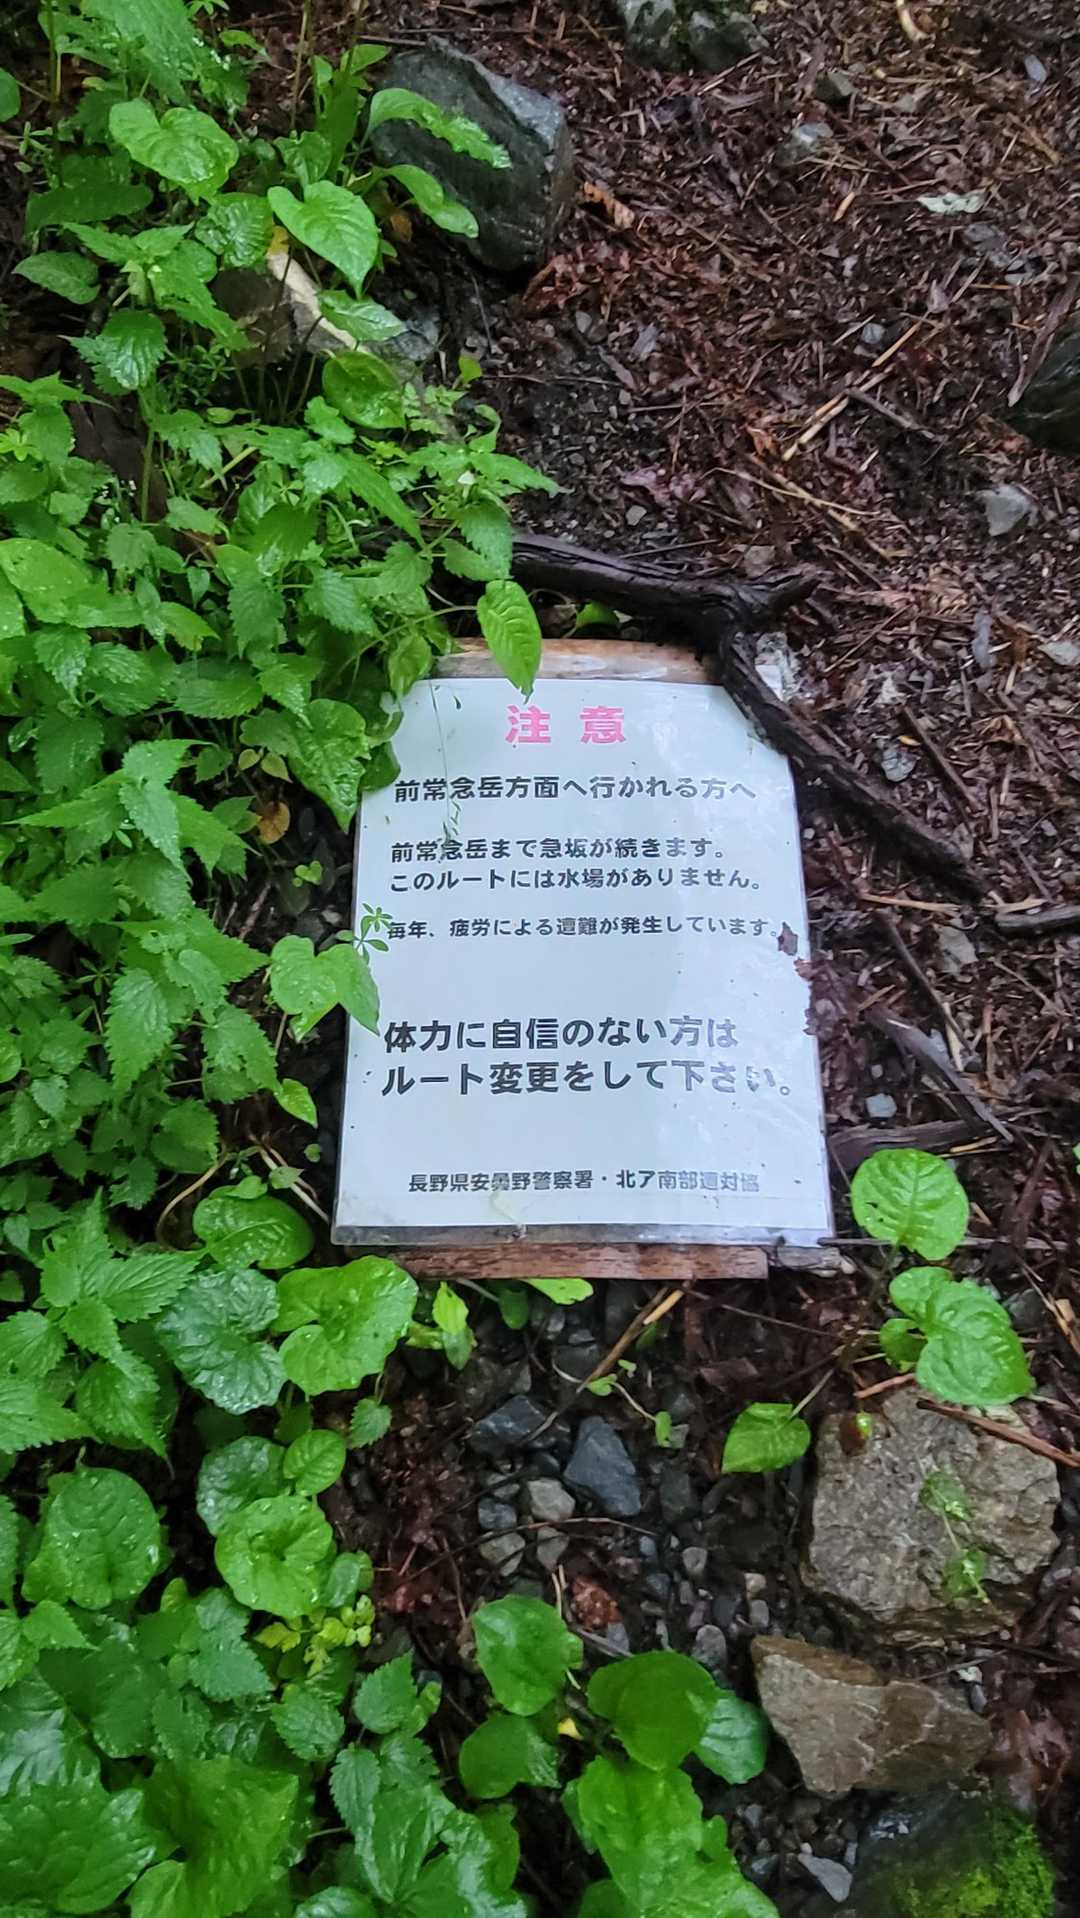 注意
前常念岳方面へ行かれる方へ
前常念岳まで急坂が続きます。
このルートには水場がありません。
毎年、疲労による遭難が発生しています。
体力に自信のない方は
ルート変更をして下さい。
長野県安曇野警察署・北ア南部遭対協